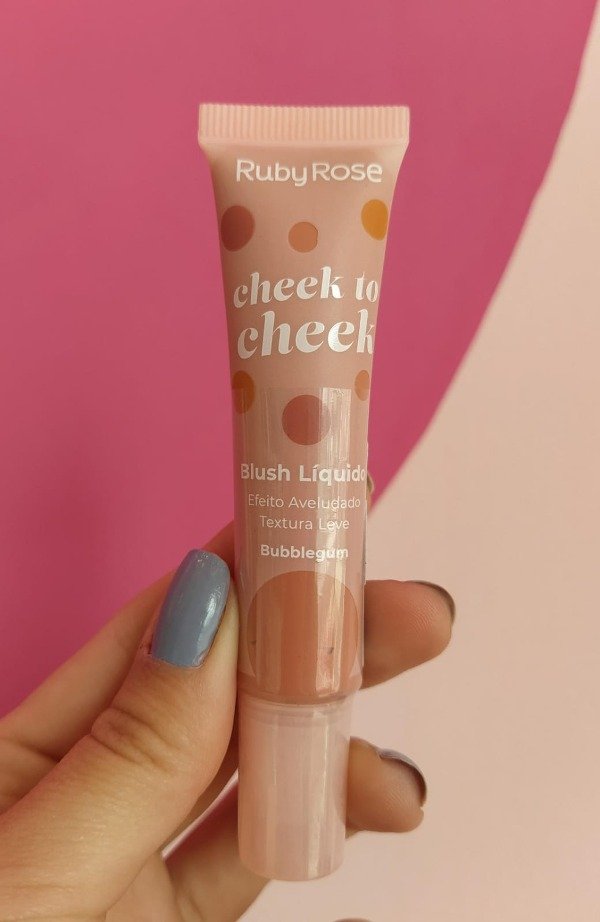 RubyRose
cheek to
cheek
Blush Líquido
Efeito Aveludado
Textura Leve
Bubblegum